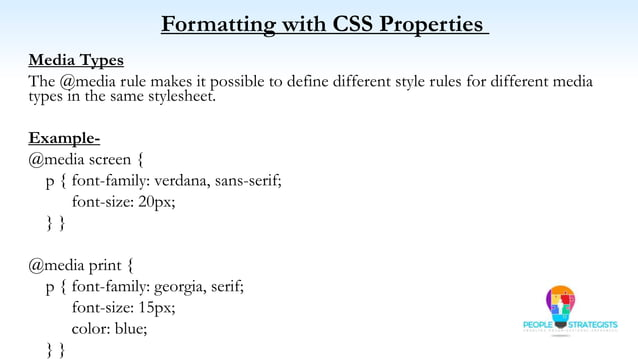 Formatting with CSS Properties
Media Types
The @media rule makes it possible to define different style rules for different media
types in the same stylesheet.
Example-
@media screen {
p { font-family: verdana, sans-serif;
font-size: 20px;
} }
@media print {
p { font-family: georgia, serif;
font-size: 15px;
color: blue;
} }
PEOPLE STRATEGISTS